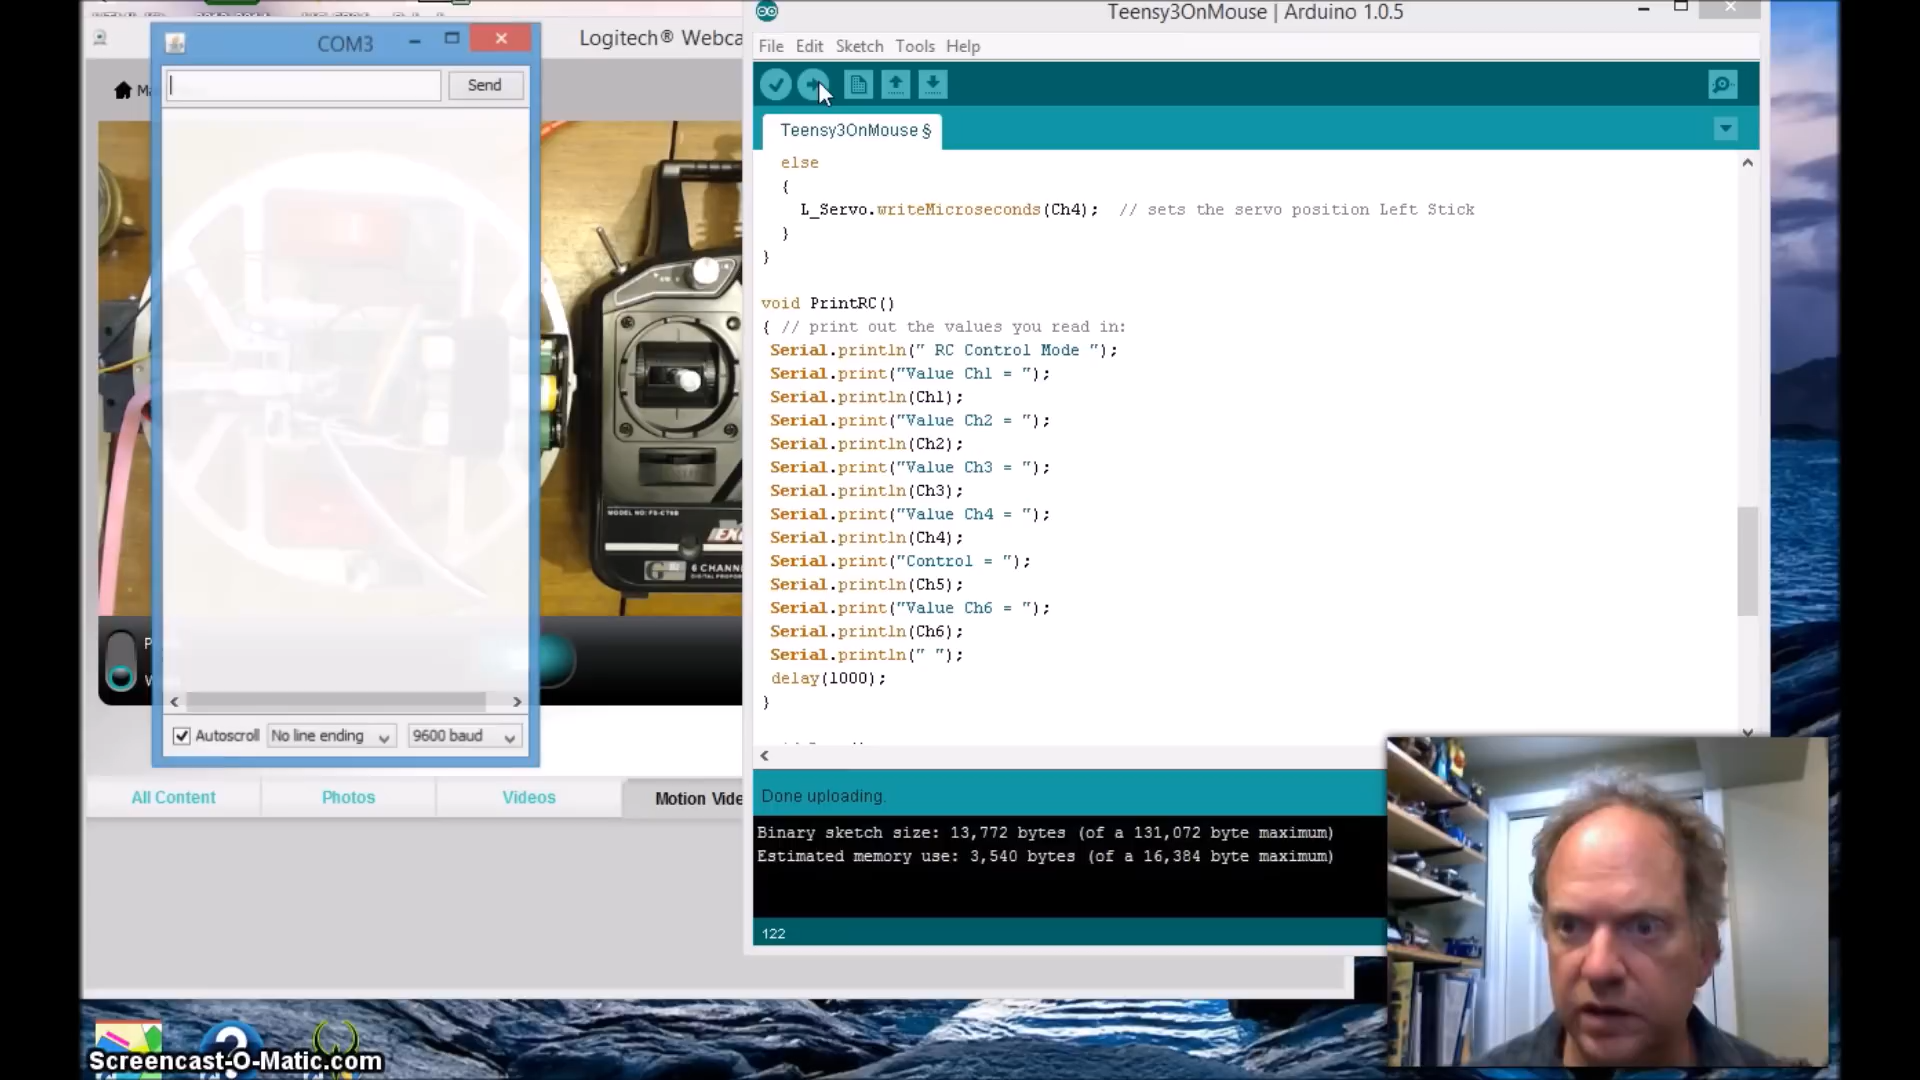 COM3
Send
Logitech® Webca
Teensy3OnMouse | Arduino 1.0.5
File Edit Sketch Tools Help
Teensy3OnMouse §
else
{
L_Servo.writeMicroseconds(Ch4); // sets the servo position Left Stick
}
}
void PrintRC()
{ // print out the values you read in:
Serial.println(" RC Control Mode ");
Serial.print("Value Ch1 = ");
Serial.println(Ch1);
Serial.print("Value Ch2 = ");
Serial.println(Ch2);
Serial.print("Value Ch3 = ");
Serial.println(Ch3);
Serial.print("Value Ch4 = ");
Serial.println(Ch4);
Serial.print("Control = ");
Serial.println(Ch5);
Serial.print("Value Ch6 = ");
Serial.println(Ch6);
Serial.println(" ");
delay(1000);
}
MODEL NO: FS-CT6B
6 CHANN
Autoscroll No line ending 9600 baud
All Content Photos Videos Motion Vide
Done uploading.
Binary sketch size: 13,772 bytes (of a 131,072 byte maximum)
Estimated memory use: 3,540 bytes (of a 16,384 byte maximum)
122
Screencast-O-Matic.com